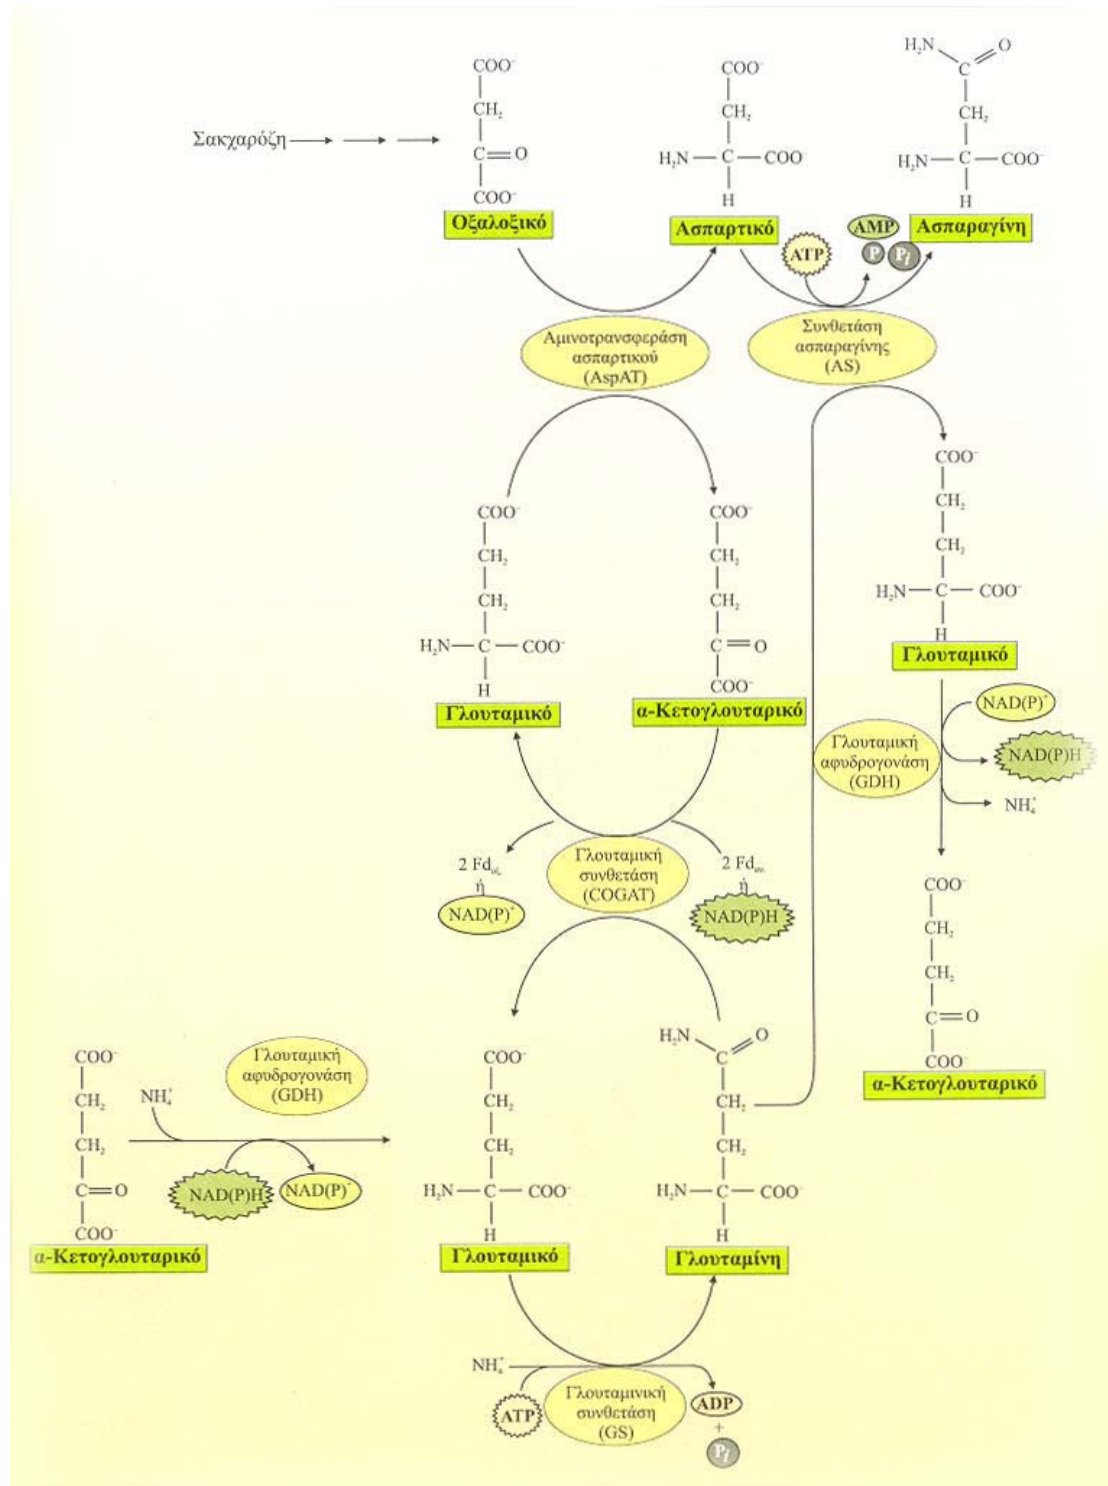 COO⁻
CH₂
C=O
COO⁻
Σακχαρόζη
Οξαλοξικό
COO⁻
CH₂
H₂N—C—COO
H
Ασπαρτικό
H₂N
O
C
CH₂
H₂N—C—COO⁻
H
Ασπαραγίνη
ATP
AMP
P
Pi
Αμινοτρανσφεράση
ασπαρτικού
(AspAT)
Συνθετάση
ασπαραγίνης
(AS)
COO⁻
CH₂
CH₂
H₂N—C—COO⁻
H
Γλουταμικό
COO⁻
CH₂
CH₂
C=O
COO⁻
α-Κετογλουταρικό
COO⁻
CH₂
CH₂
H₂N—C—COO⁻
H
Γλουταμικό
NAD(P)⁺
Γλουταμική
αφυδρογονάση
(GDH)
NAD(P)H
NH₄⁺
2 Fdοξ.
ή
NAD(P)⁺
Γλουταμική
συνθετάση
(COGAT)
2 Fdαν.
ή
NAD(P)H
COO⁻
CH₂
CH₂
C=O
COO⁻
α-Κετογλουταρικό
COO⁻
CH₂
CH₂
C=O
COO⁻
α-Κετογλουταρικό
NH₄⁺
Γλουταμική
αφυδρογονάση
(GDH)
NAD(P)H
NAD(P)⁺
COO⁻
CH₂
CH₂
H₂N—C—COO⁻
H
Γλουταμικό
H₂N
O
C
CH₂
CH₂
H₂N—C—COO⁻
H
Γλουταμίνη
NH₄⁺
ATP
Γλουταμινική
συνθετάση
(GS)
ADP
+
Pi